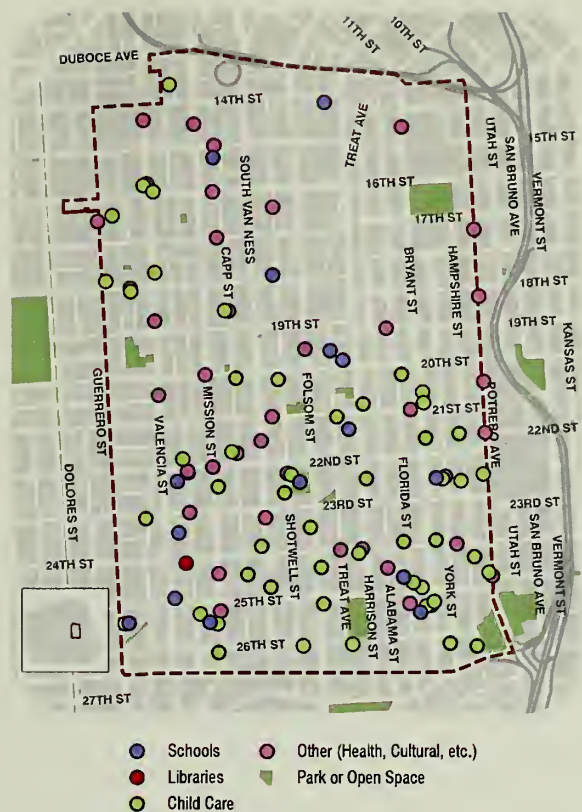 11TH ST
10TH ST
DUBOCE AVE
14TH ST
TREAT AVE
UTAH ST
SAN BRUNO AVE
15TH ST
VERMONT ST
SOUTH VAN NESS
16TH ST
17TH ST
CAPP ST
BRYANT ST
HAMPSHIRE ST
18TH ST
19TH ST
19TH ST
KANSAS ST
20TH ST
GUERRERO ST
MISSION ST
FOLSOM ST
21ST ST
POTRERO AVE
VALENCIA ST
22ND ST
22ND ST
DOLORES ST
FLORIDA ST
23RD ST
23RD ST
SHOTWELL ST
UTAH ST
SAN BRUNO AVE
VERMONT ST
24TH ST
TREAT AVE
HARRISON ST
ALABAMA ST
YORK ST
25TH ST
26TH ST
27TH ST
Schools
Other (Health, Cultural, etc.)
Libraries
Park or Open Space
Child Care